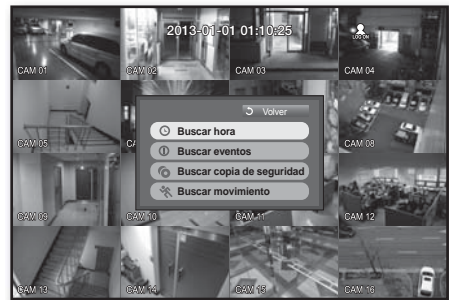 2013-01-01 01:10:25
LOG ON
CAM 01
CAM 02
CAM 03
CAM 04
Volver
Buscar hora
Buscar eventos
Buscar copia de seguridad
Buscar movimiento
CAM 05
CAM 08
CAM 09
CAM 10
CAM 11
CAM 12
CAM 13
CAM 14
CAM 15
CAM 16